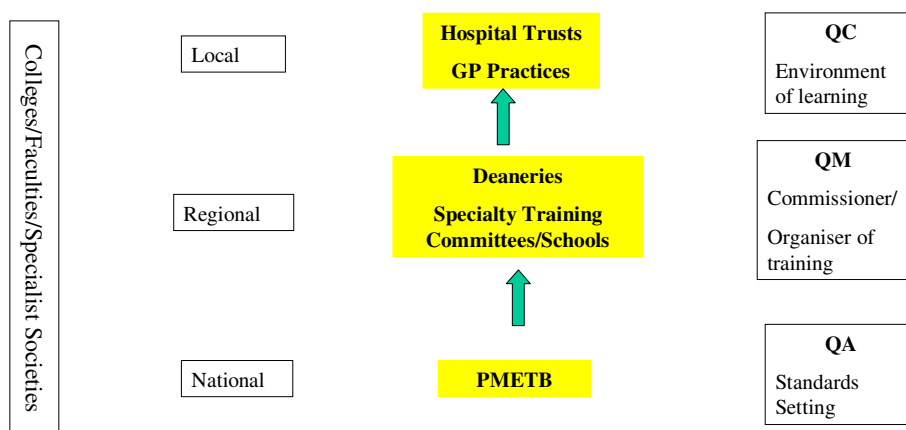 Colleges/Faculties/Specialist Societies
Local
Hospital Trusts
GP Practices
QC
Environment
of learning
Regional
Deaneries
Specialty Training
Committees/Schools
QM
Commissioner/
Organiser of
training
National
PMETB
QA
Standards
Setting